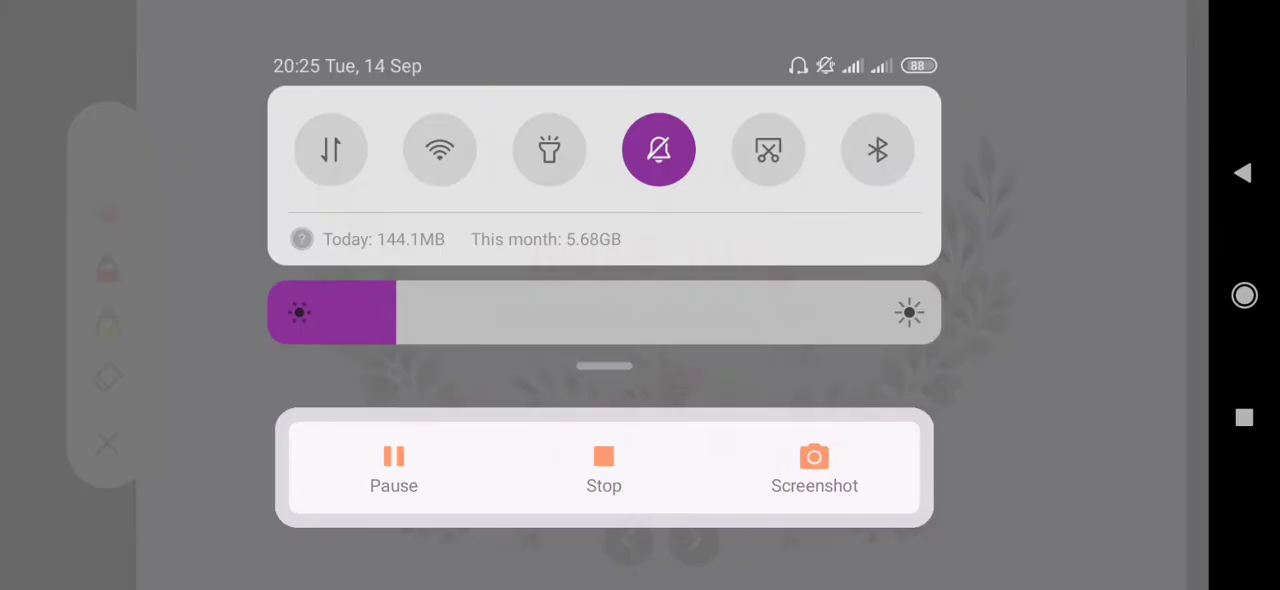 20:25 Tue, 14 Sep
88
? Today: 144.1MB This month: 5.68GB
Pause Stop Screenshot